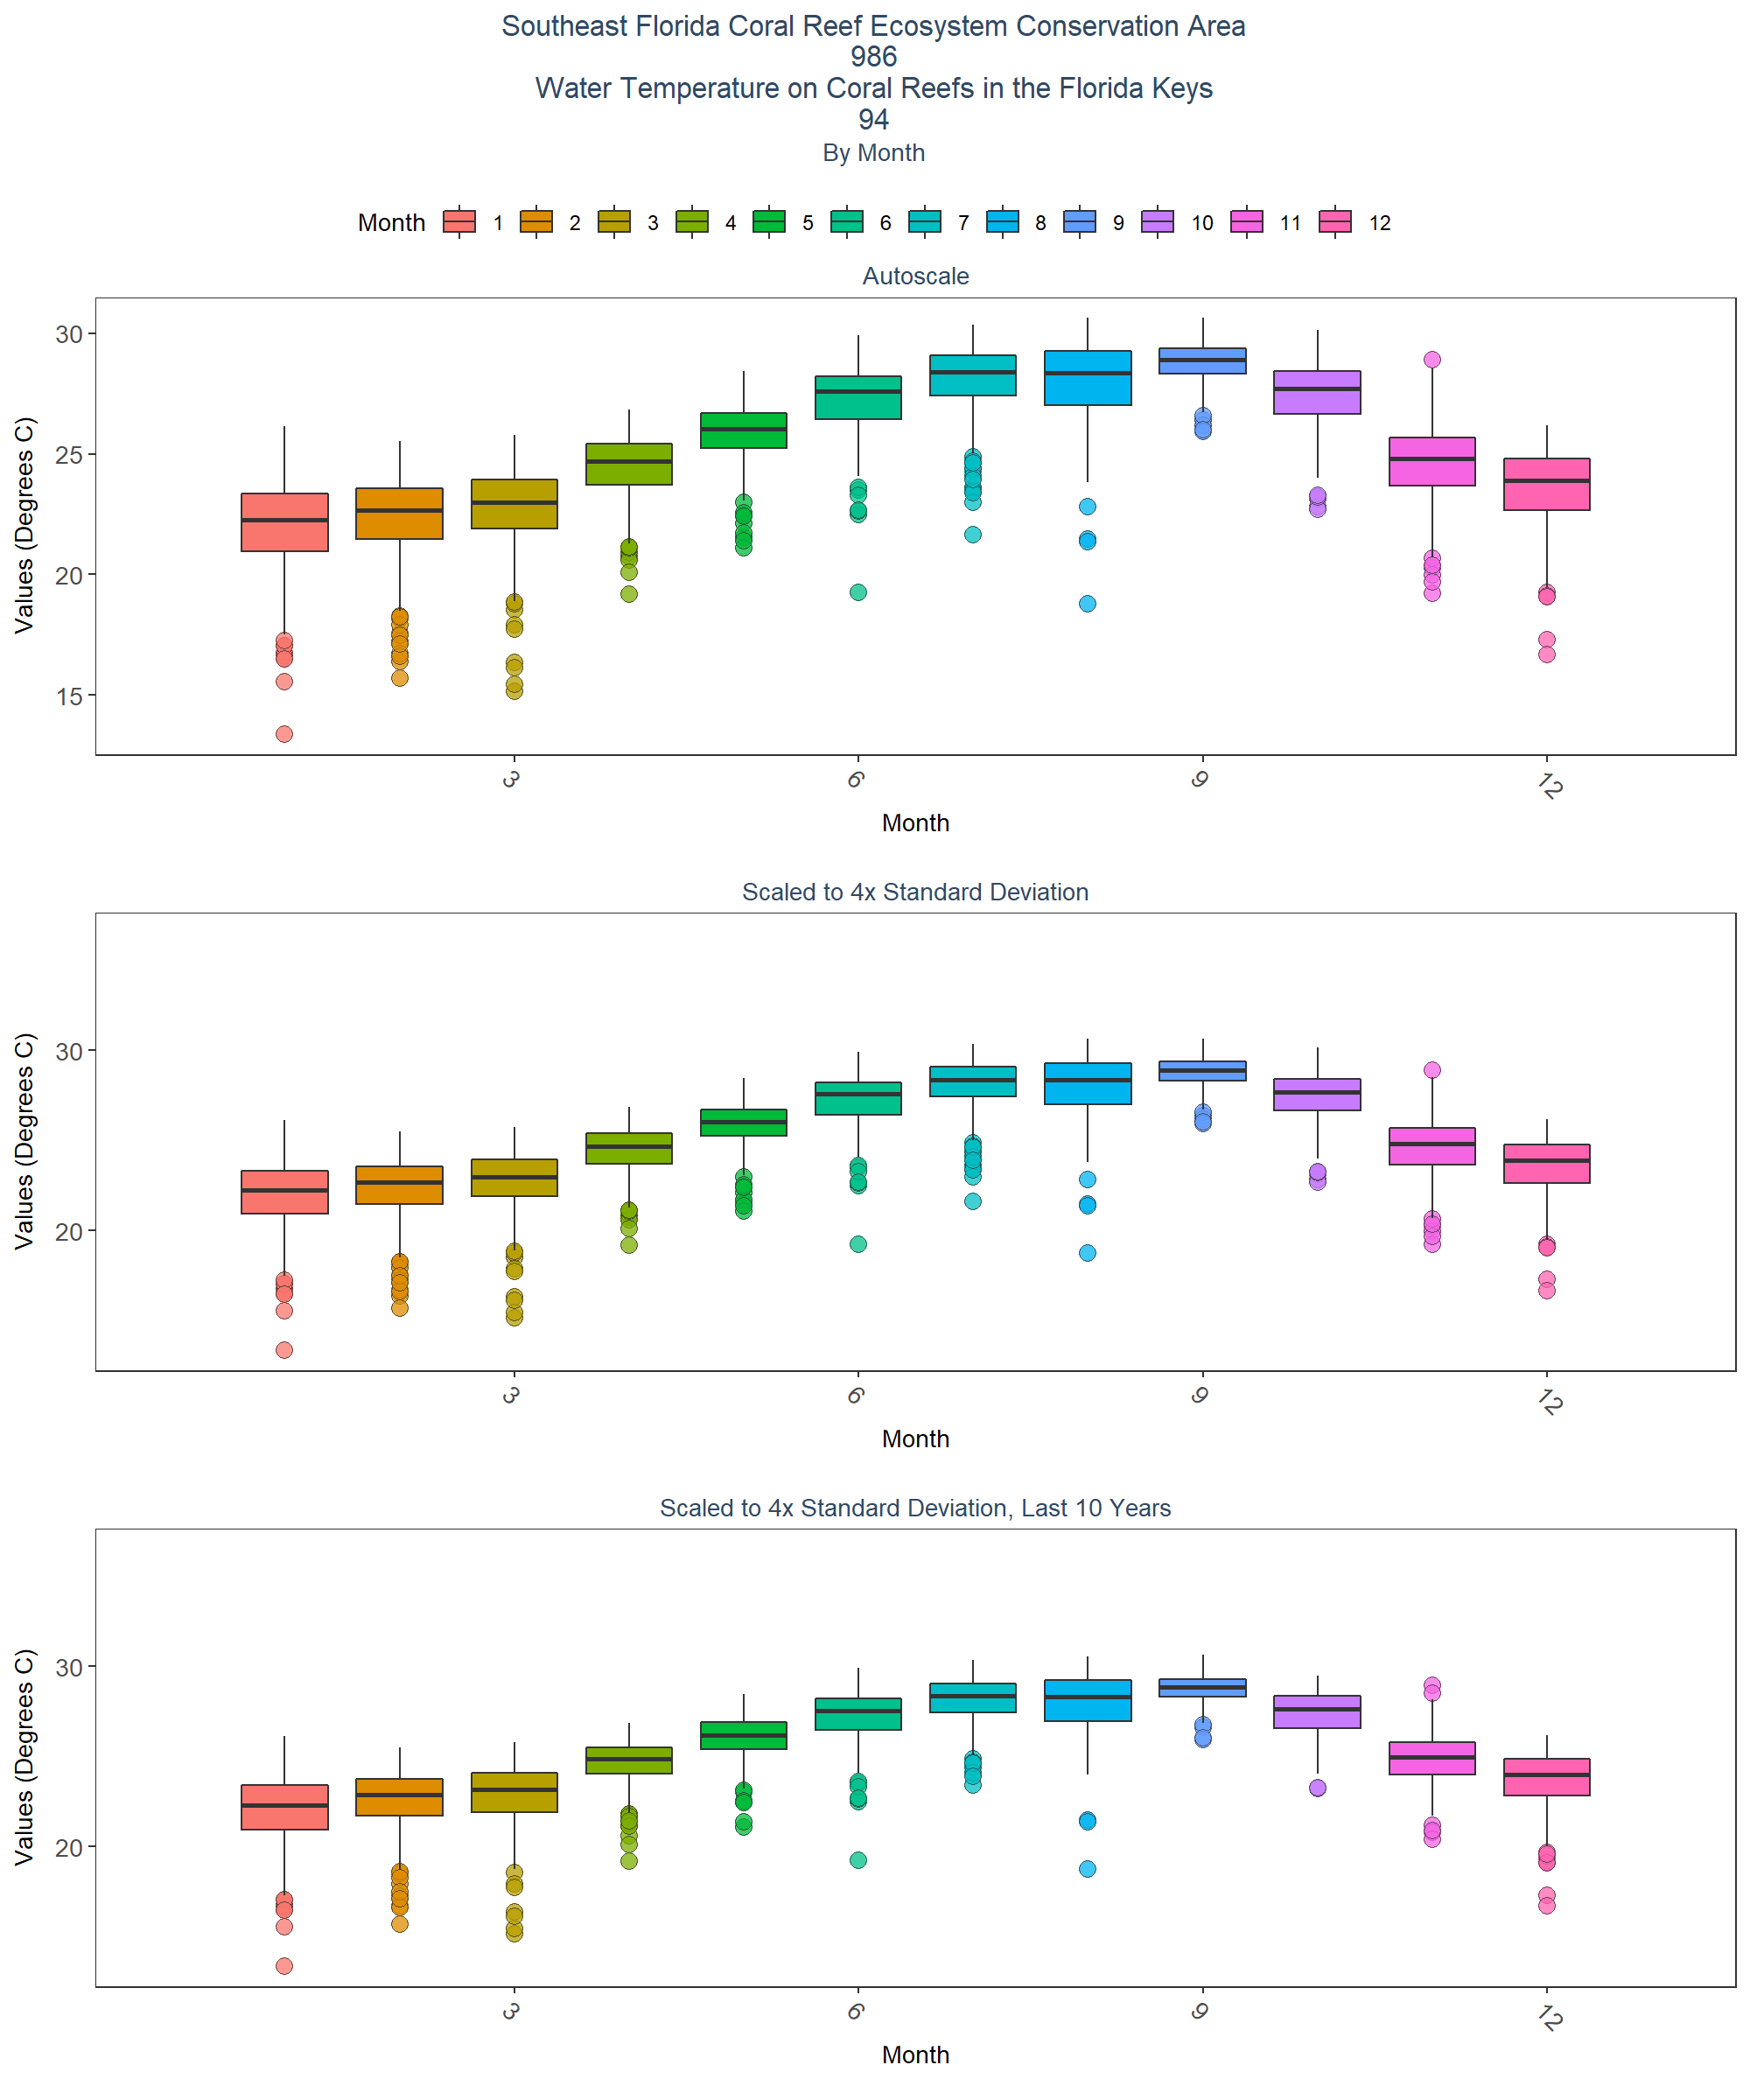 Southeast Florida Coral Reef Ecosystem Conservation Area
986
Water Temperature on Coral Reefs in the Florida Keys
94
By Month
Month 1 2 3 4 5 6 7 8 9 10 11 12
Autoscale
Values (Degrees C)
30
25
20
15
3 6 9 12
Month
Scaled to 4x Standard Deviation
Values (Degrees C)
30
20
3 6 9 12
Month
Scaled to 4x Standard Deviation, Last 10 Years
Values (Degrees C)
30
20
3 6 9 12
Month